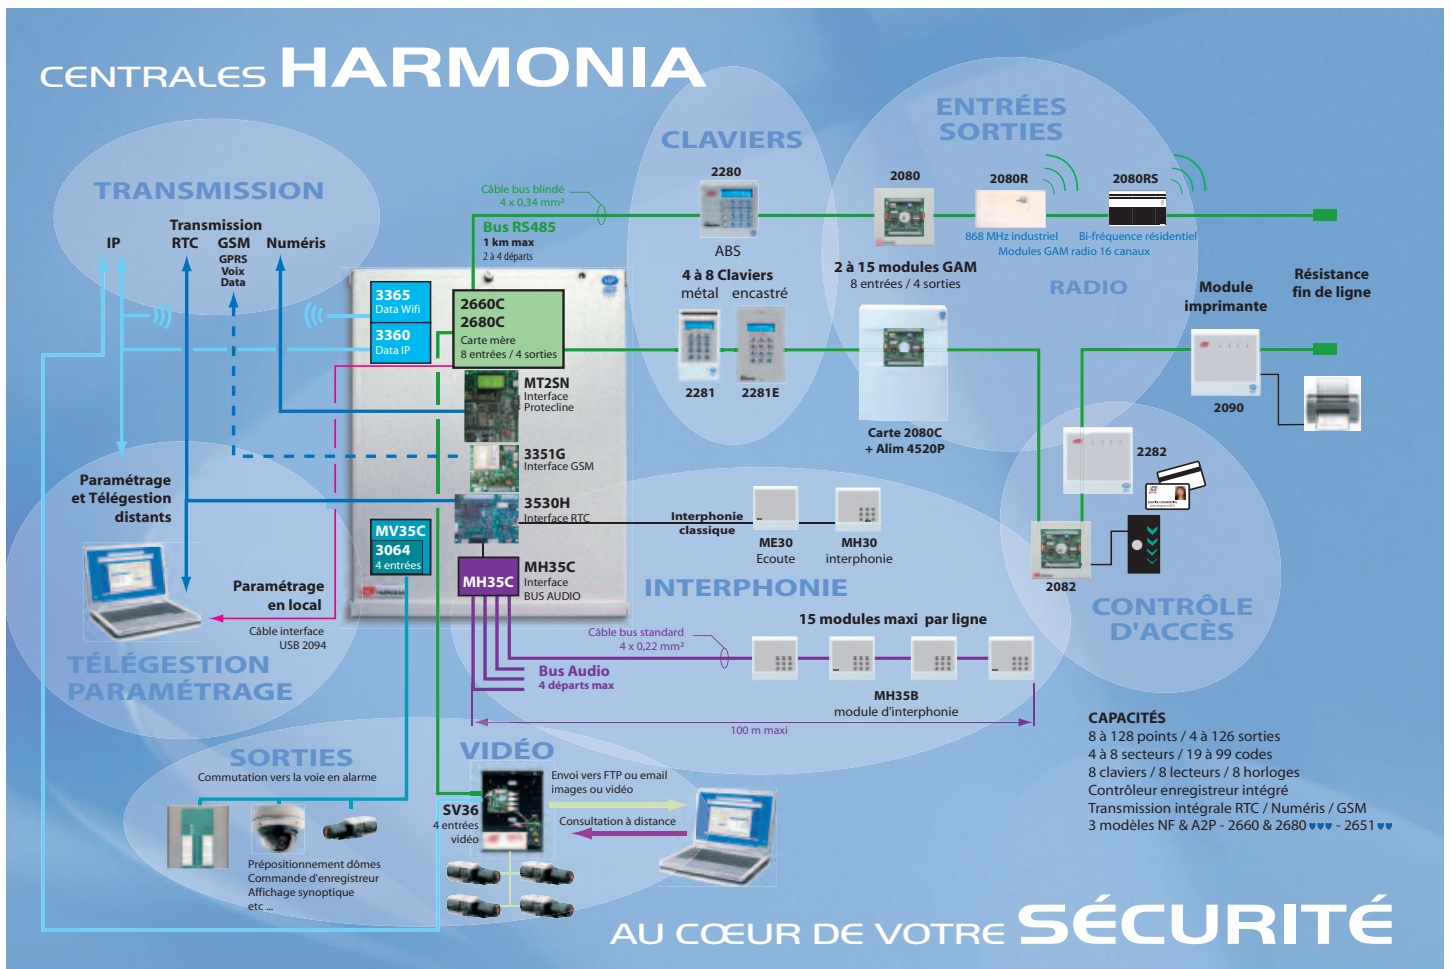 CENTRALES HARMONIA
TRANSMISSION
Transmission
IP
RTC
GSM
GPRS
Voix
Data
Numéris
CLAVIERS
2280
ABS
4 à 8 Claviers
métal
encastré
2281
2281E
ENTRÉES
SORTIES
2080
2080R
2080RS
868 MHz industriel
Bi-fréquence résidentiel
Modules GAM radio 16 canaux
2 à 15 modules GAM
8 entrées / 4 sorties
RADIO
Carte 2080C
+ Alim 4520P
Module
imprimante
2090
Résistance
fin de ligne
Câble bus blindé
4 x 0,34 mm²
Bus RS485
1 km max
2 à 4 départs
3365
Data Wifi
3360
Data IP
2660C
2680C
Carte mère
8 entrées / 4 sorties
MT2SN
Interface
Protecline
3351G
Interface GSM
3530H
Interface RTC
MV35C
3064
4 entrées
MH35C
MH35C
Interface
BUS AUDIO
Paramétrage
et Télégestion
distants
Paramétrage
en local
Câble interface
USB 2094
TÉLÉGESTION
PARAMÉTRAGE
Interphonie
classique
ME30
Ecoute
MH30
interphonie
INTERPHONIE
15 modules maxi par ligne
Câble bus standard
4 x 0,22 mm²
Bus Audio
4 départs max
MH35B
module d'interphonie
100 m maxi
2282
2082
CONTRÔLE
D'ACCÈS
SORTIES
Commutation vers la voie en alarme
Prépositionnement dômes
Commande d'enregistreur
Affichage synoptique
etc ...
VIDÉO
SV36
4 entrées
vidéo
Envoi vers FTP ou email
images ou vidéo
Consultation à distance
CAPACITÉS
8 à 128 points / 4 à 126 sorties
4 à 8 secteurs / 19 à 99 codes
8 claviers / 8 lecteurs / 8 horloges
Contrôleur enregistreur intégré
Transmission intégrale RTC / Numéris / GSM
3 modèles NF & A2P - 2660 & 2680 - 2651
AU CŒUR DE VOTRE SÉCURITÉ